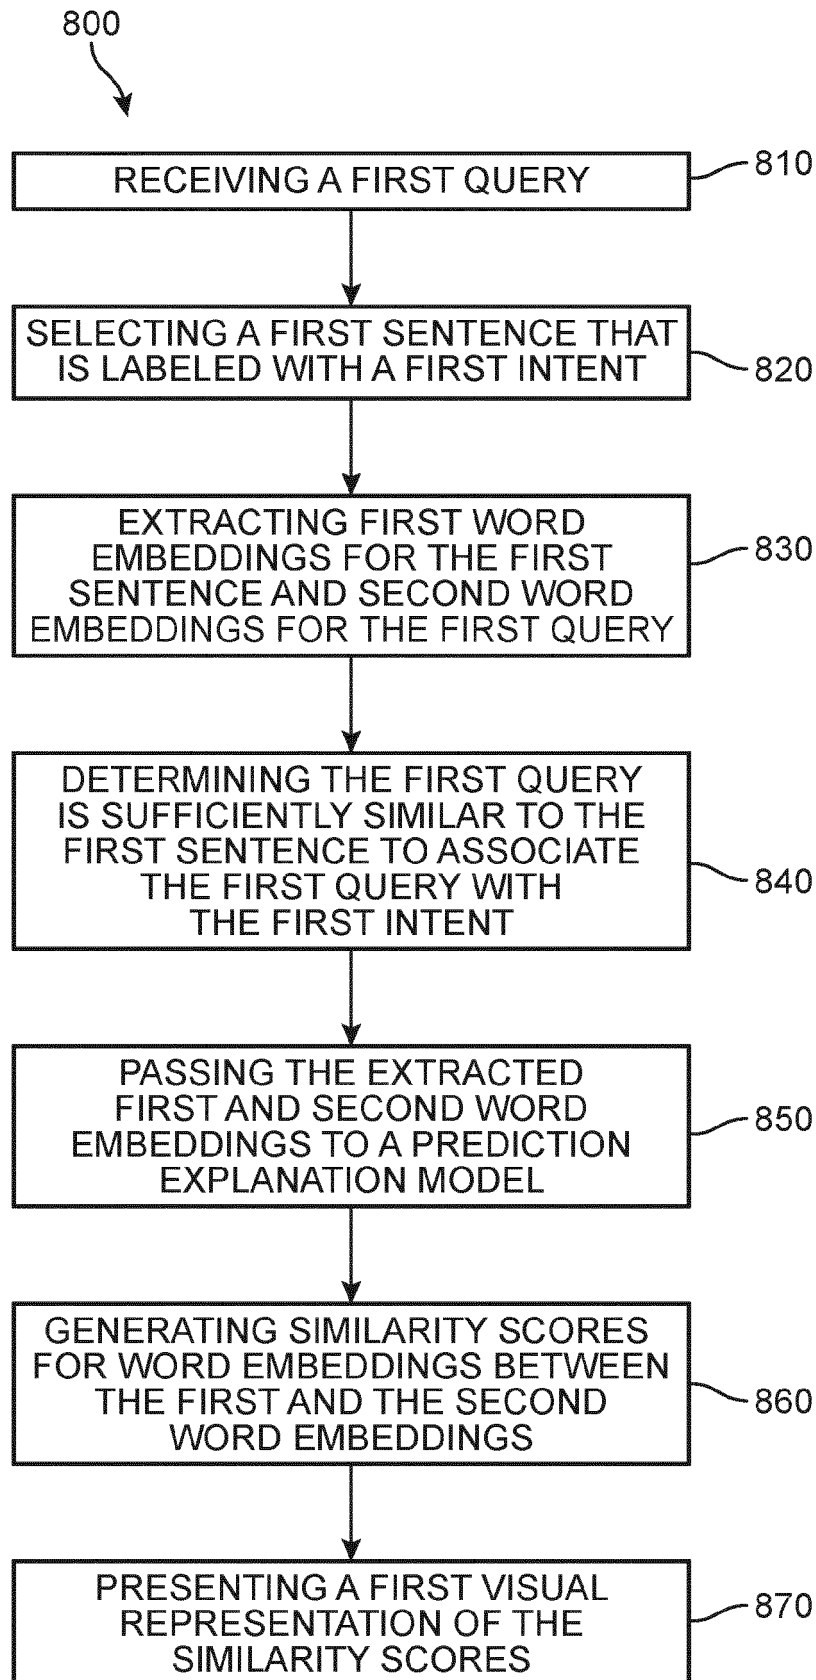 800
RECEIVING A FIRST QUERY
810
SELECTING A FIRST SENTENCE THAT
IS LABELED WITH A FIRST INTENT
820
EXTRACTING FIRST WORD
EMBEDDINGS FOR THE FIRST
SENTENCE AND SECOND WORD
EMBEDDINGS FOR THE FIRST QUERY
830
DETERMINING THE FIRST QUERY
IS SUFFICIENTLY SIMILAR TO THE
FIRST SENTENCE TO ASSOCIATE
THE FIRST QUERY WITH
THE FIRST INTENT
840
PASSING THE EXTRACTED
FIRST AND SECOND WORD
EMBEDDINGS TO A PREDICTION
EXPLANATION MODEL
850
GENERATING SIMILARITY SCORES
FOR WORD EMBEDDINGS BETWEEN
THE FIRST AND THE SECOND
WORD EMBEDDINGS
860
PRESENTING A FIRST VISUAL
REPRESENTATION OF THE
SIMILARITY SCORES
870